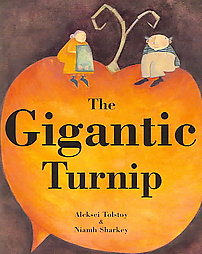 The
Gigantic
Turnip
Aleksei Tolstoy
&
Niamh Sharkey